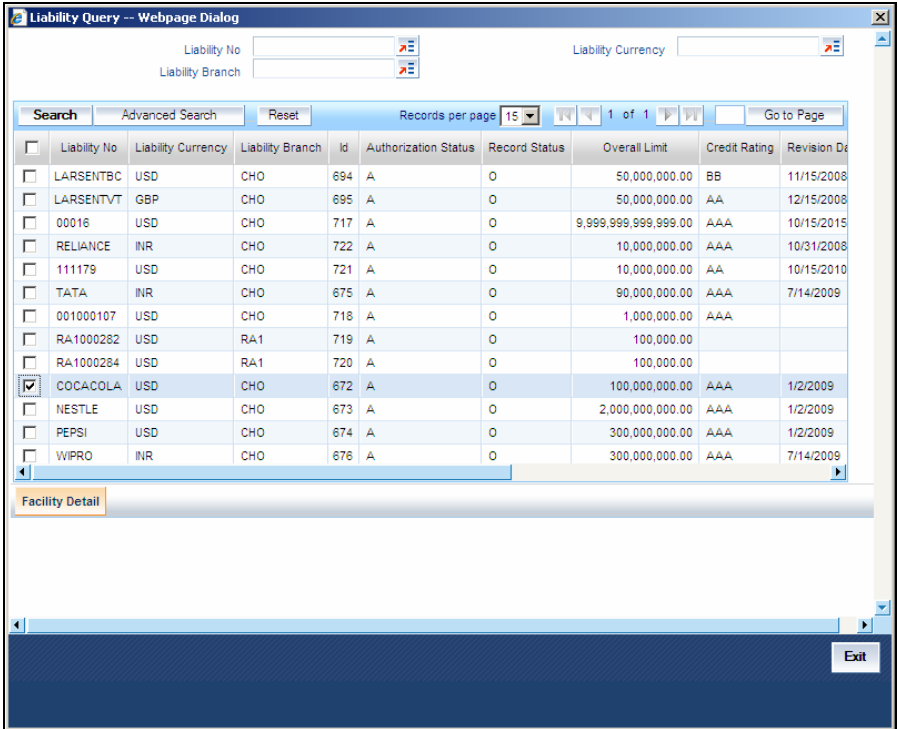 Liability Query -- Webpage Dialog
Liability No
Liability Currency
Liability Branch
Search Advanced Search Reset Records per page 15 1 of 1 Go to Page
Liability No Liability Currency Liability Branch Id Authorization Status Record Status Overall Limit Credit Rating Revision Da
LARSENTBC USD CHO 694 A O 50,000,000.00 BB 11/15/2008
LARSENTVT GBP CHO 695 A O 50,000,000.00 AA 12/15/2008
00016 USD CHO 717 A O 9,999,999,999,999.00 AAA 10/15/2015
RELIANCE INR CHO 722 A O 10,000,000.00 AAA 10/31/2008
111179 USD CHO 721 A O 10,000,000.00 AA 10/15/2010
TATA INR CHO 675 A O 90,000,000.00 AAA 7/14/2009
001000107 USD CHO 718 A O 1,000,000.00 AAA
RA1000282 USD RA1 719 A O 100,000.00
RA1000284 USD RA1 720 A O 100,000.00
COCACOLA USD CHO 672 A O 100,000,000.00 AAA 1/2/2009
NESTLE USD CHO 673 A O 2,000,000,000.00 AAA 1/2/2009
PEPSI USD CHO 674 A O 300,000,000.00 AAA 1/2/2009
WIPRO INR CHO 676 A O 300,000,000.00 AAA 7/14/2009
Facility Detail
Exit